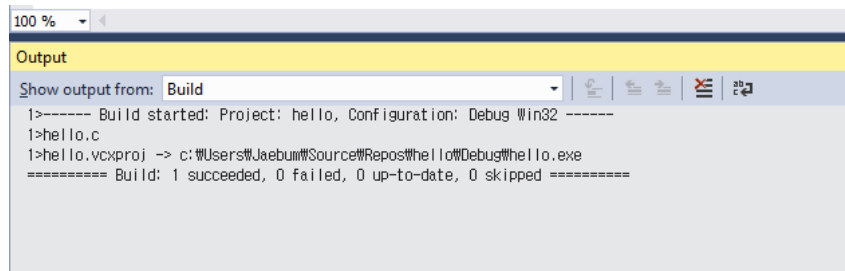 100 %
Output
Show output from: Build
1>------ Build started: Project: hello, Configuration: Debug Win32 ------
1>hello.c
1>hello.vcxproj -> c:₩Users₩Jaebum₩Source₩Repos₩hello₩Debug₩hello.exe
========== Build: 1 succeeded, 0 failed, 0 up-to-date, 0 skipped ==========